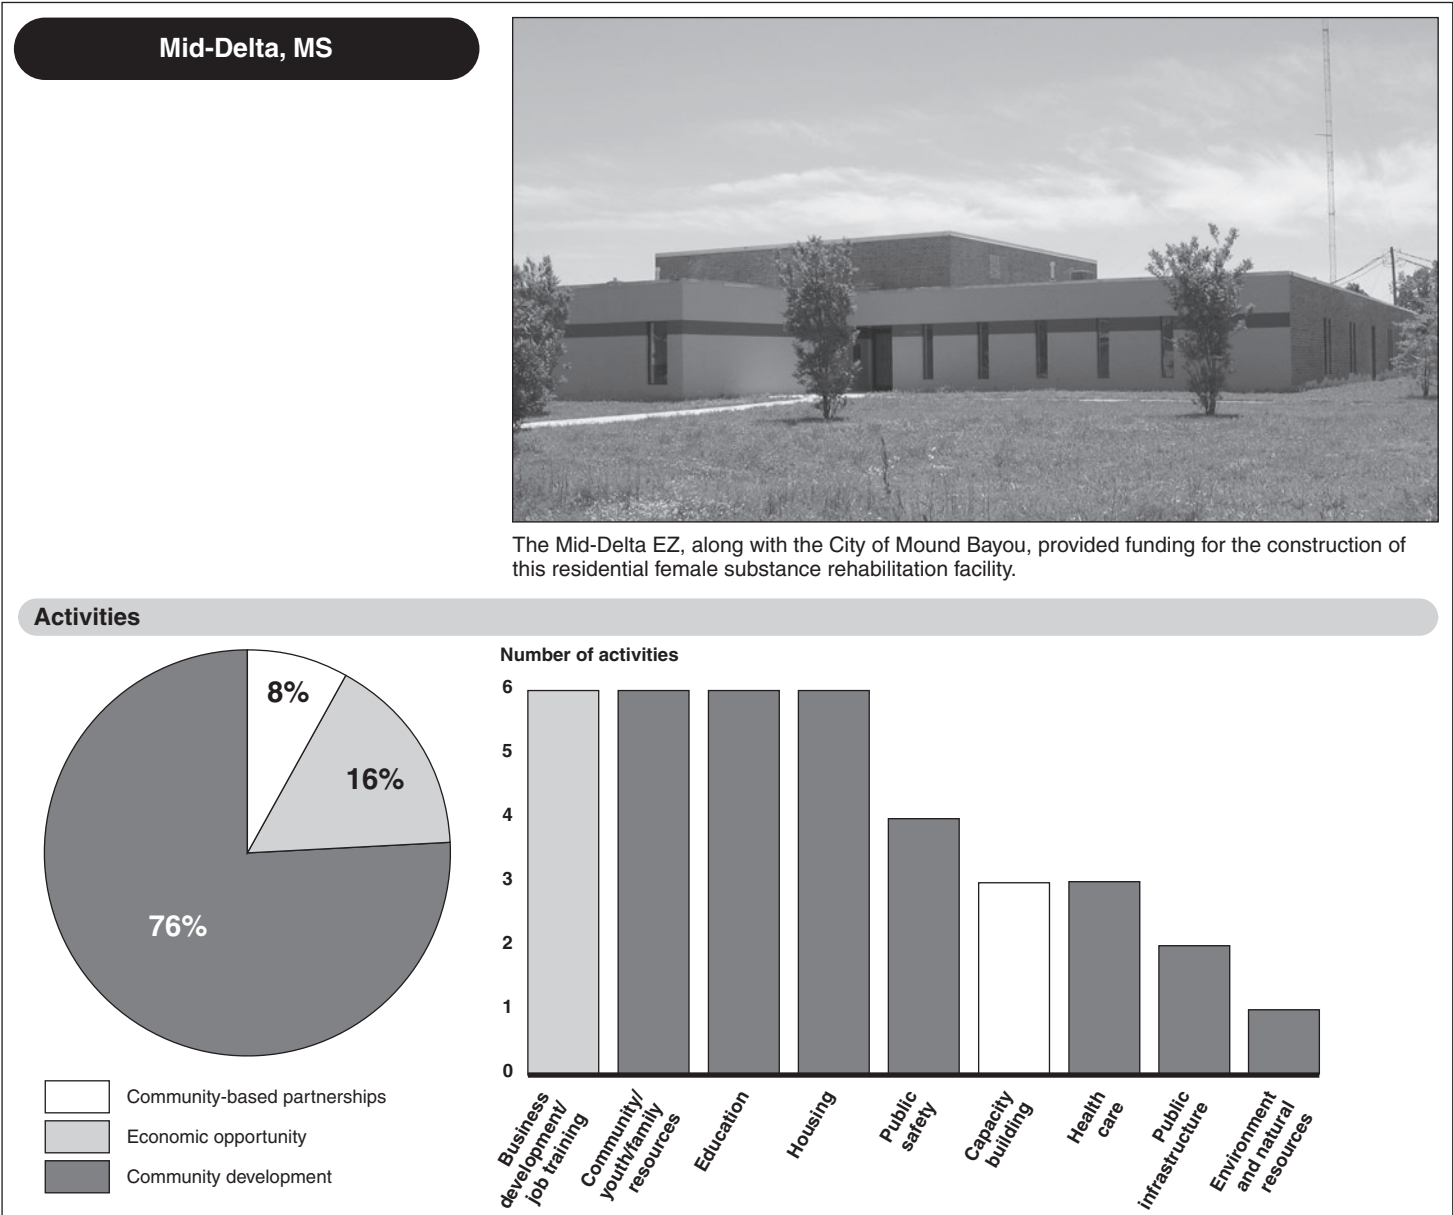 Mid-Delta, MS
The Mid-Delta EZ, along with the City of Mound Bayou, provided funding for the construction of
this residential female substance rehabilitation facility.
Activities
8%
16%
76%
Community-based partnerships
Economic opportunity
Community development
Number of activities
6
5
4
3
2
1
0
Business
development/
job training
Community/
youth/family
resources
Education
Housing
Public
safety
Capacity
building
Health
care
Public
infrastructure
Environment
and natural
resources